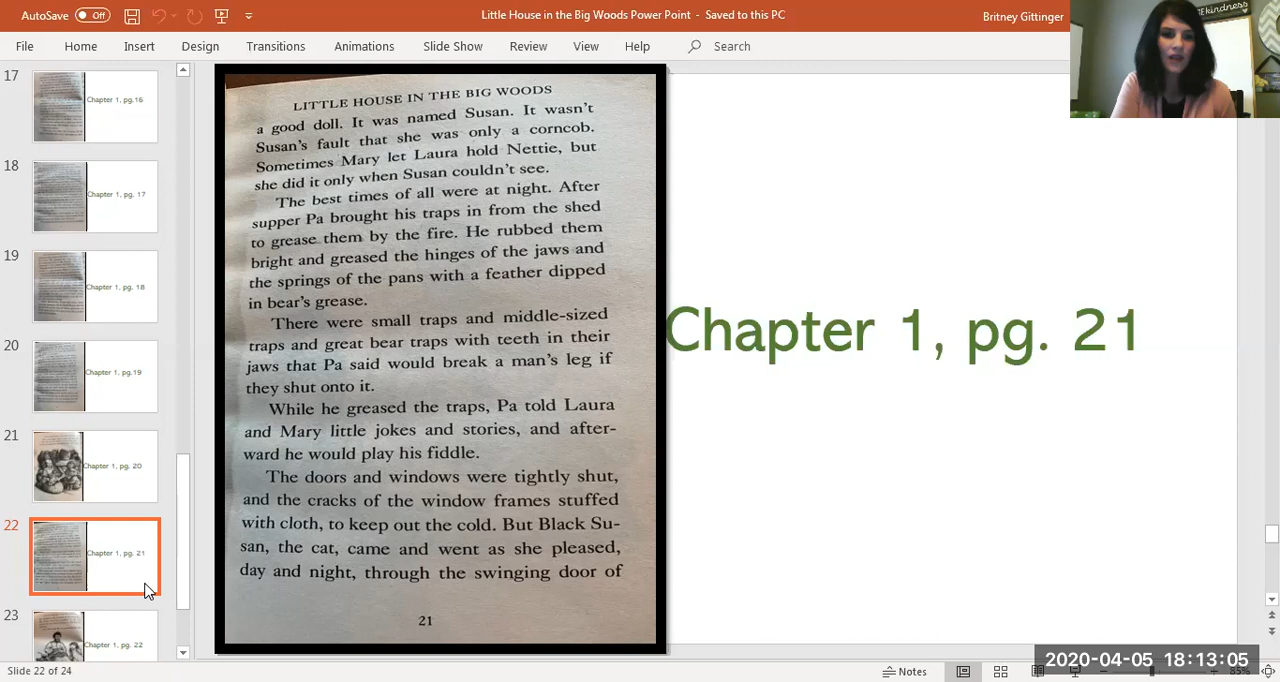 AutoSave
Off
Little House in the Big Woods Power Point - Saved to this PC
Britney Gittinger
File
Home
Insert
Design
Transitions
Animations
Slide Show
Review
View
Help
Search
kindness
17
Chapter 1, pg.16
18
Chapter 1, pg. 17
19
Chapter 1, pg. 18
20
Chapter 1, pg.19
21
Chapter 1, pg. 20
22
Chapter 1, pg. 21
23
Chapter 1, pg. 22
LITTLE HOUSE IN THE BIG WOODS
a good doll. It was named Susan. It wasn't
Susan's fault that she was only a corncob.
Sometimes Mary let Laura hold Nettie, but
she did it only when Susan couldn't see.
The best times of all were at night. After
supper Pa brought his traps in from the shed
to grease them by the fire. He rubbed them
bright and greased the hinges of the jaws and
the springs of the pans with a feather dipped
in bear's grease.
There were small traps and middle-sized
traps and great bear traps with teeth in their
jaws that Pa said would break a man's leg if
they shut onto it.
While he greased the traps, Pa told Laura
and Mary little jokes and stories, and after-
ward he would play his fiddle.
The doors and windows were tightly shut,
and the cracks of the window frames stuffed
with cloth, to keep out the cold. But Black Su-
san, the cat, came and went as she pleased,
day and night, through the swinging door of
21
Chapter 1, pg. 21
Slide 22 of 24
Notes
2020-04-05 18:13:05